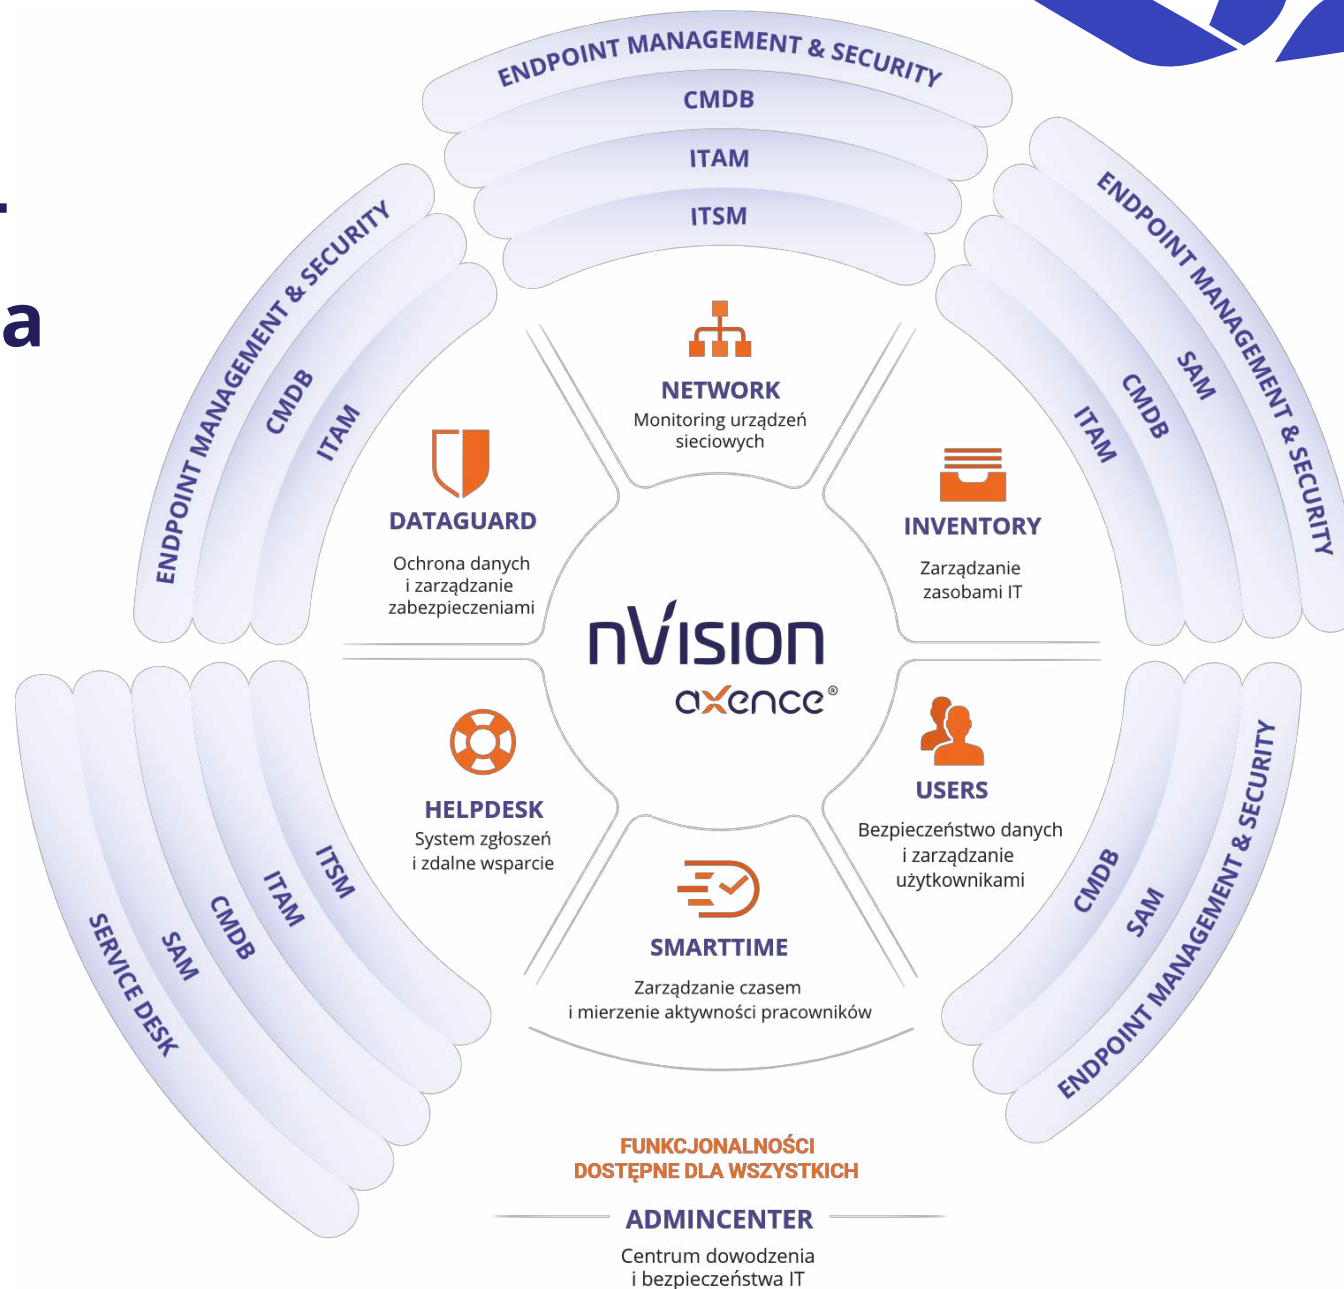 a
ENDPOINT MANAGEMENT & SECURITY
CMDB
ITAM
ITSM
NETWORK
Monitoring urządzeń
sieciowych
ENDPOINT MANAGEMENT & SECURITY
SAM
CMDB
ITAM
INVENTORY
Zarządzanie
zasobami IT
ENDPOINT MANAGEMENT & SECURITY
CMDB
ITAM
DATAGUARD
Ochrona danych
i zarządzanie
zabezpieczeniami
nVision
axence®
USERS
Bezpieczeństwo danych
i zarządzanie
użytkownikami
CMDB
SAM
ENDPOINT MANAGEMENT & SECURITY
HELPDESK
System zgłoszeń
i zdalne wsparcie
ITSM
ITAM
CMDB
SAM
SERVICE DESK
SMARTTIME
Zarządzanie czasem
i mierzenie aktywności pracowników
FUNKCJONALNOŚCI
DOSTĘPNE DLA WSZYSTKICH
ADMINCENTER
Centrum dowodzenia
i bezpieczeństwa IT